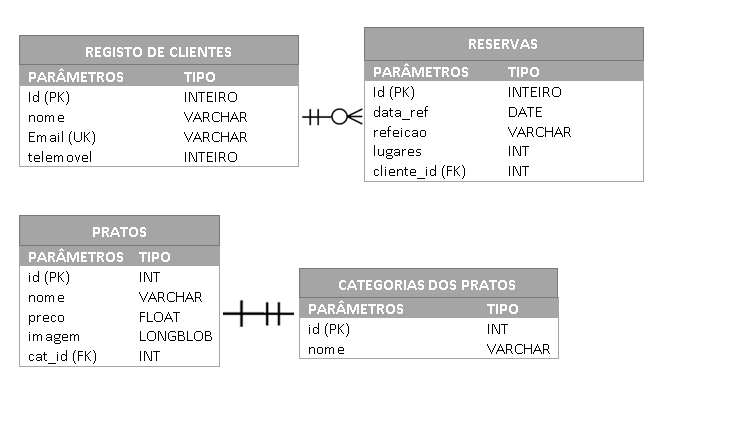 REGISTO DE CLIENTES
PARÂMETROS TIPO
Id (PK) INTEIRO
nome VARCHAR
Email (UK) VARCHAR
telemovel INTEIRO
RESERVAS
PARÂMETROS TIPO
Id (PK) INTEIRO
data_ref DATE
refeicao VARCHAR
lugares INT
cliente_id (FK) INT
PRATOS
PARÂMETROS TIPO
id (PK) INT
nome VARCHAR
preco FLOAT
imagem LONGBLOB
cat_id (FK) INT
CATEGORIAS DOS PRATOS
PARÂMETROS TIPO
id (PK) INT
nome VARCHAR